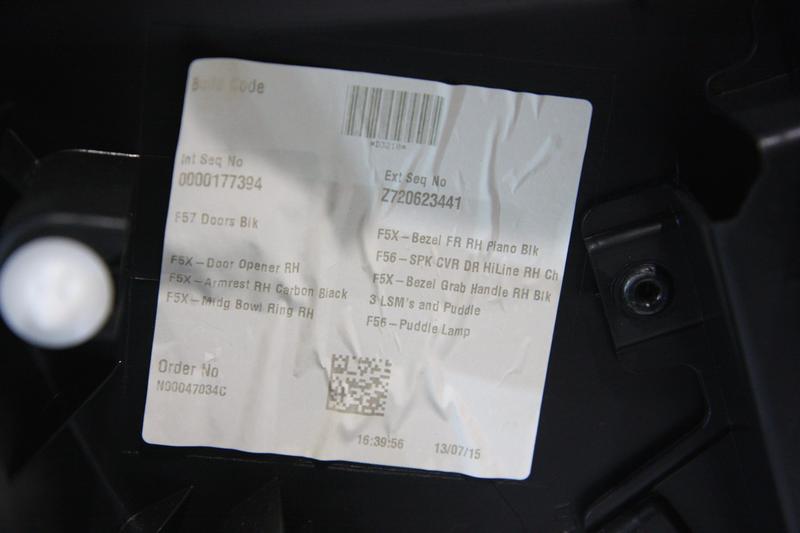 Build Code
*D3218*
Int Seq No
0000177394
Ext Seq No
Z720623441
F57 Doors Blk
F5X-Door Opener RH
F5X-Armrest RH Carbon Black
F5X-Midg Bowl Ring RH
F5X-Bezel FR RH Piano Blk
F56-SPK CVR DR HiLine RH Ch
F5X-Bezel Grab Handle RH Blk
3 LSM's and Puddle
F56-Puddle Lamp
Order No
N00047034C
16:39:56
13/07/15